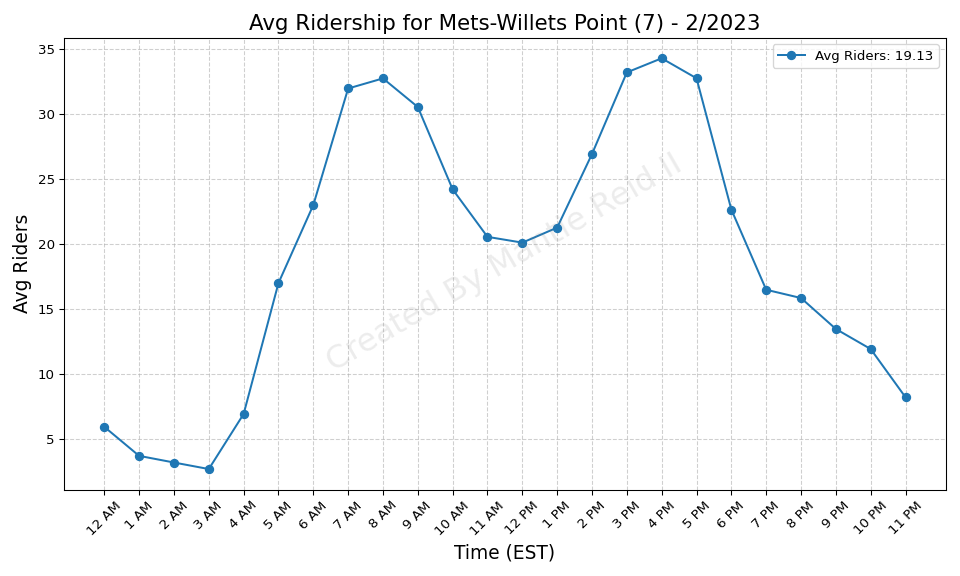 Avg Ridership for Mets-Willets Point (7) - 2/2023
Avg Riders: 19.13
35
30
25
20
15
10
5
Avg Riders
Created By Mantie Reid II
12 AM
1 AM
2 AM
3 AM
4 AM
5 AM
6 AM
7 AM
8 AM
9 AM
10 AM
11 AM
12 PM
1 PM
2 PM
3 PM
4 PM
5 PM
6 PM
7 PM
8 PM
9 PM
10 PM
11 PM
Time (EST)